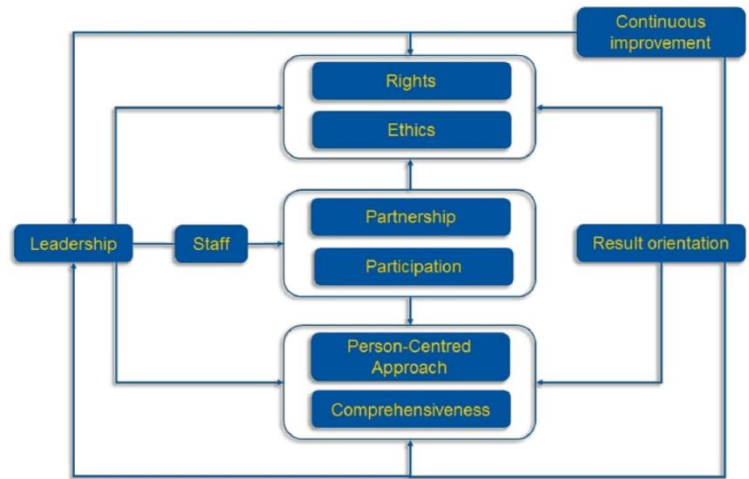 Continuous
improvement
Rights
Ethics
Leadership
Staff
Partnership
Participation
Result orientation
Person-Centred
Approach
Comprehensiveness